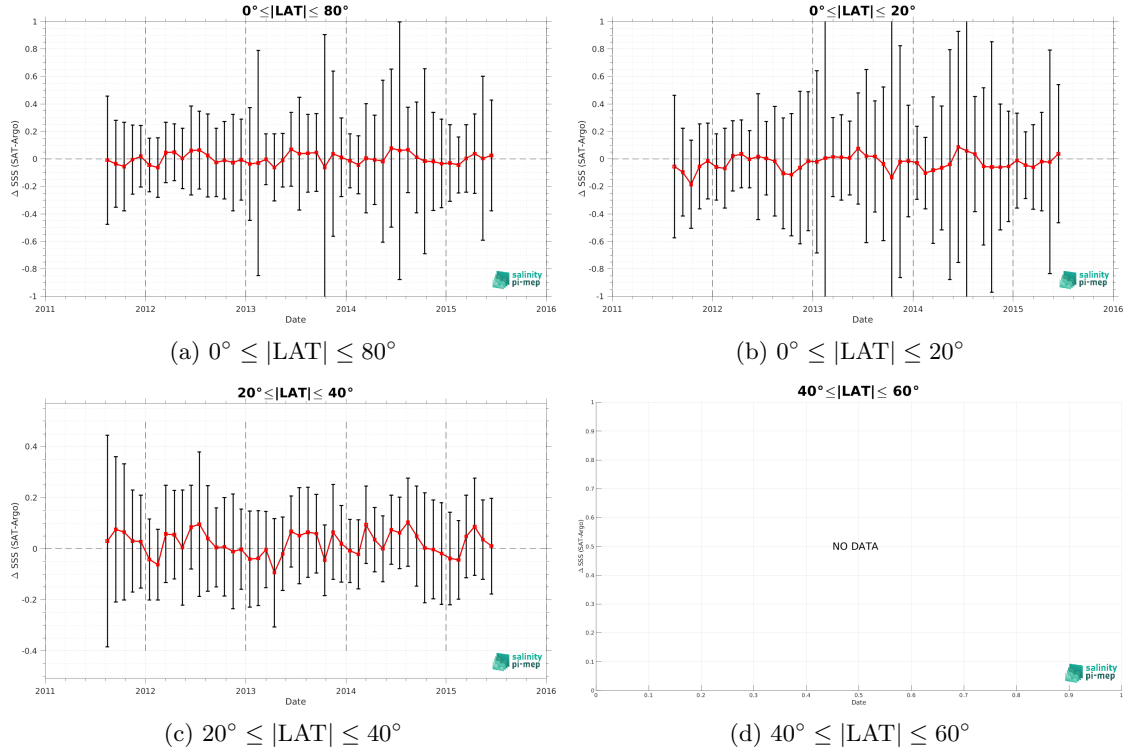 0°≤|LAT|≤ 80°
1
0.8
0.6
0.4
0.2
0
-0.2
-0.4
-0.6
-0.8
-1
Δ SSS (SAT-Argo)
2011
2012
2013
2014
2015
2016
Date
salinity
pi-mep
(a) 0° ≤ |LAT| ≤ 80°
0°≤|LAT|≤ 20°
1
0.8
0.6
0.4
0.2
0
-0.2
-0.4
-0.6
-0.8
-1
Δ SSS (SAT-Argo)
2011
2012
2013
2014
2015
2016
Date
salinity
pi-mep
(b) 0° ≤ |LAT| ≤ 20°
20°≤|LAT|≤ 40°
0.4
0.2
0
-0.2
-0.4
Δ SSS (SAT-Argo)
2011
2012
2013
2014
2015
2016
Date
salinity
pi-mep
(c) 20° ≤ |LAT| ≤ 40°
40°≤|LAT|≤ 60°
1
0.9
0.8
0.7
0.6
0.5
0.4
0.3
0.2
0.1
0
Δ SSS (SAT-Argo)
NO DATA
0
0.1
0.2
0.3
0.4
0.5
0.6
0.7
0.8
0.9
1
Date
salinity
pi-mep
(d) 40° ≤ |LAT| ≤ 60°